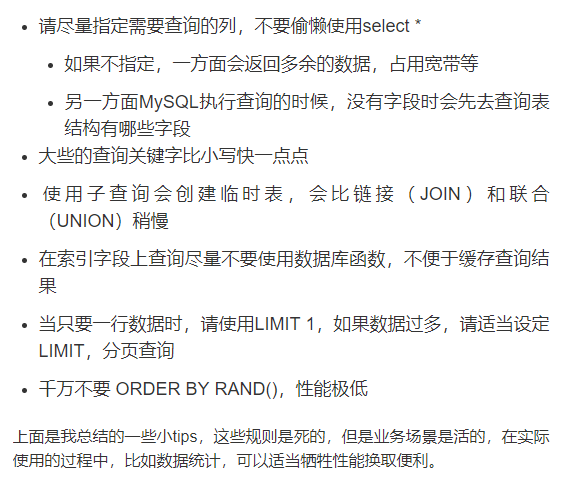 请尽量指定需要查询的列，不要偷懒使用select *
如果不指定，一方面会返回多余的数据，占用宽带等
另一方面MySQL执行查询的时候，没有字段时会先去查询表
结构有哪些字段
大些的查询关键字比小写快一点点
使用子查询会创建临时表，会比链接（JOIN）和联合
（UNION）稍慢
在索引字段上查询尽量不要使用数据库函数，不便于缓存查询结
果
当只要一行数据时，请使用LIMIT 1，如果数据过多，请适当设定
LIMIT，分页查询
千万不要 ORDER BY RAND()，性能极低
上面是我总结的一些小tips，这些规则是死的，但是业务场景是活的，在实际
使用的过程中，比如数据统计，可以适当牺牲性能换取便利。